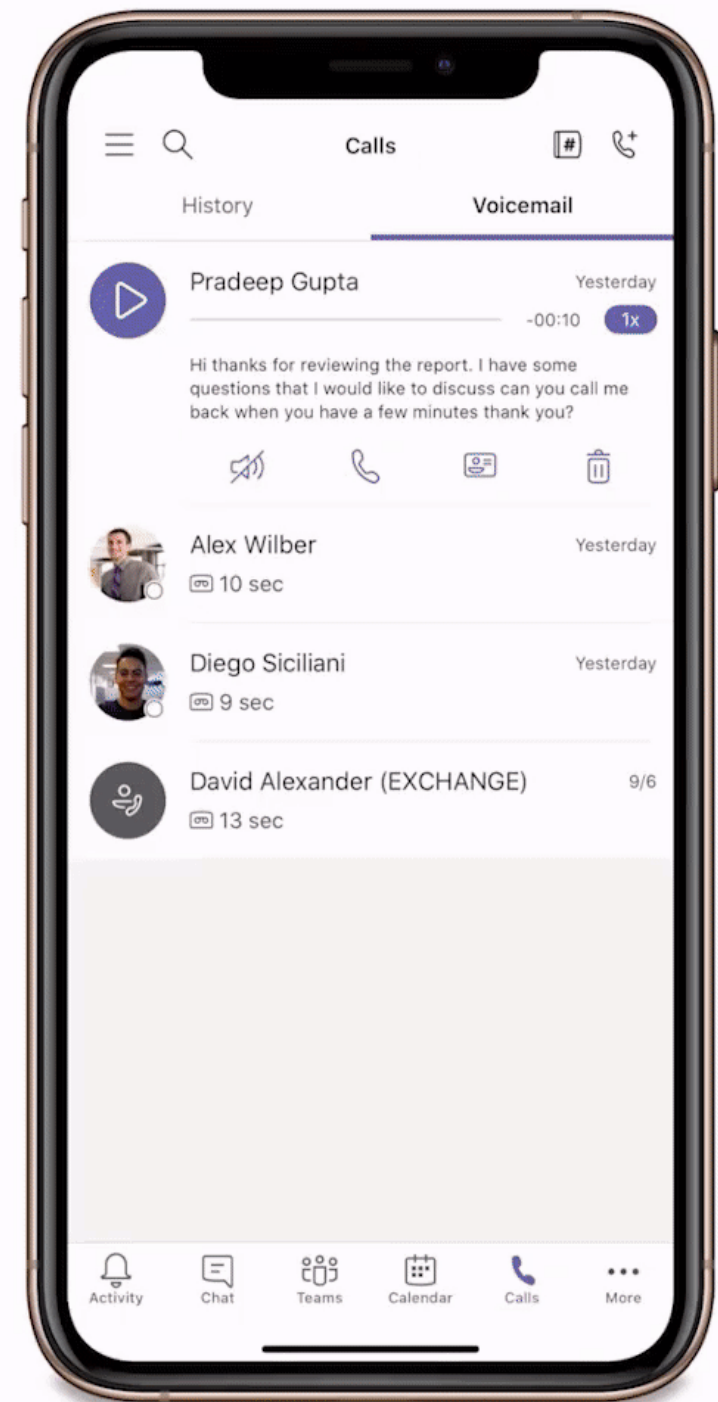 Calls
#
History
Voicemail
Pradeep Gupta
Yesterday
-00:10
1x
Hi thanks for reviewing the report. I have some
questions that I would like to discuss can you call me
back when you have a few minutes thank you?
Alex Wilber
Yesterday
10 sec
Diego Siciliani
Yesterday
9 sec
David Alexander (EXCHANGE)
9/6
13 sec
Activity
Chat
Teams
Calendar
Calls
More